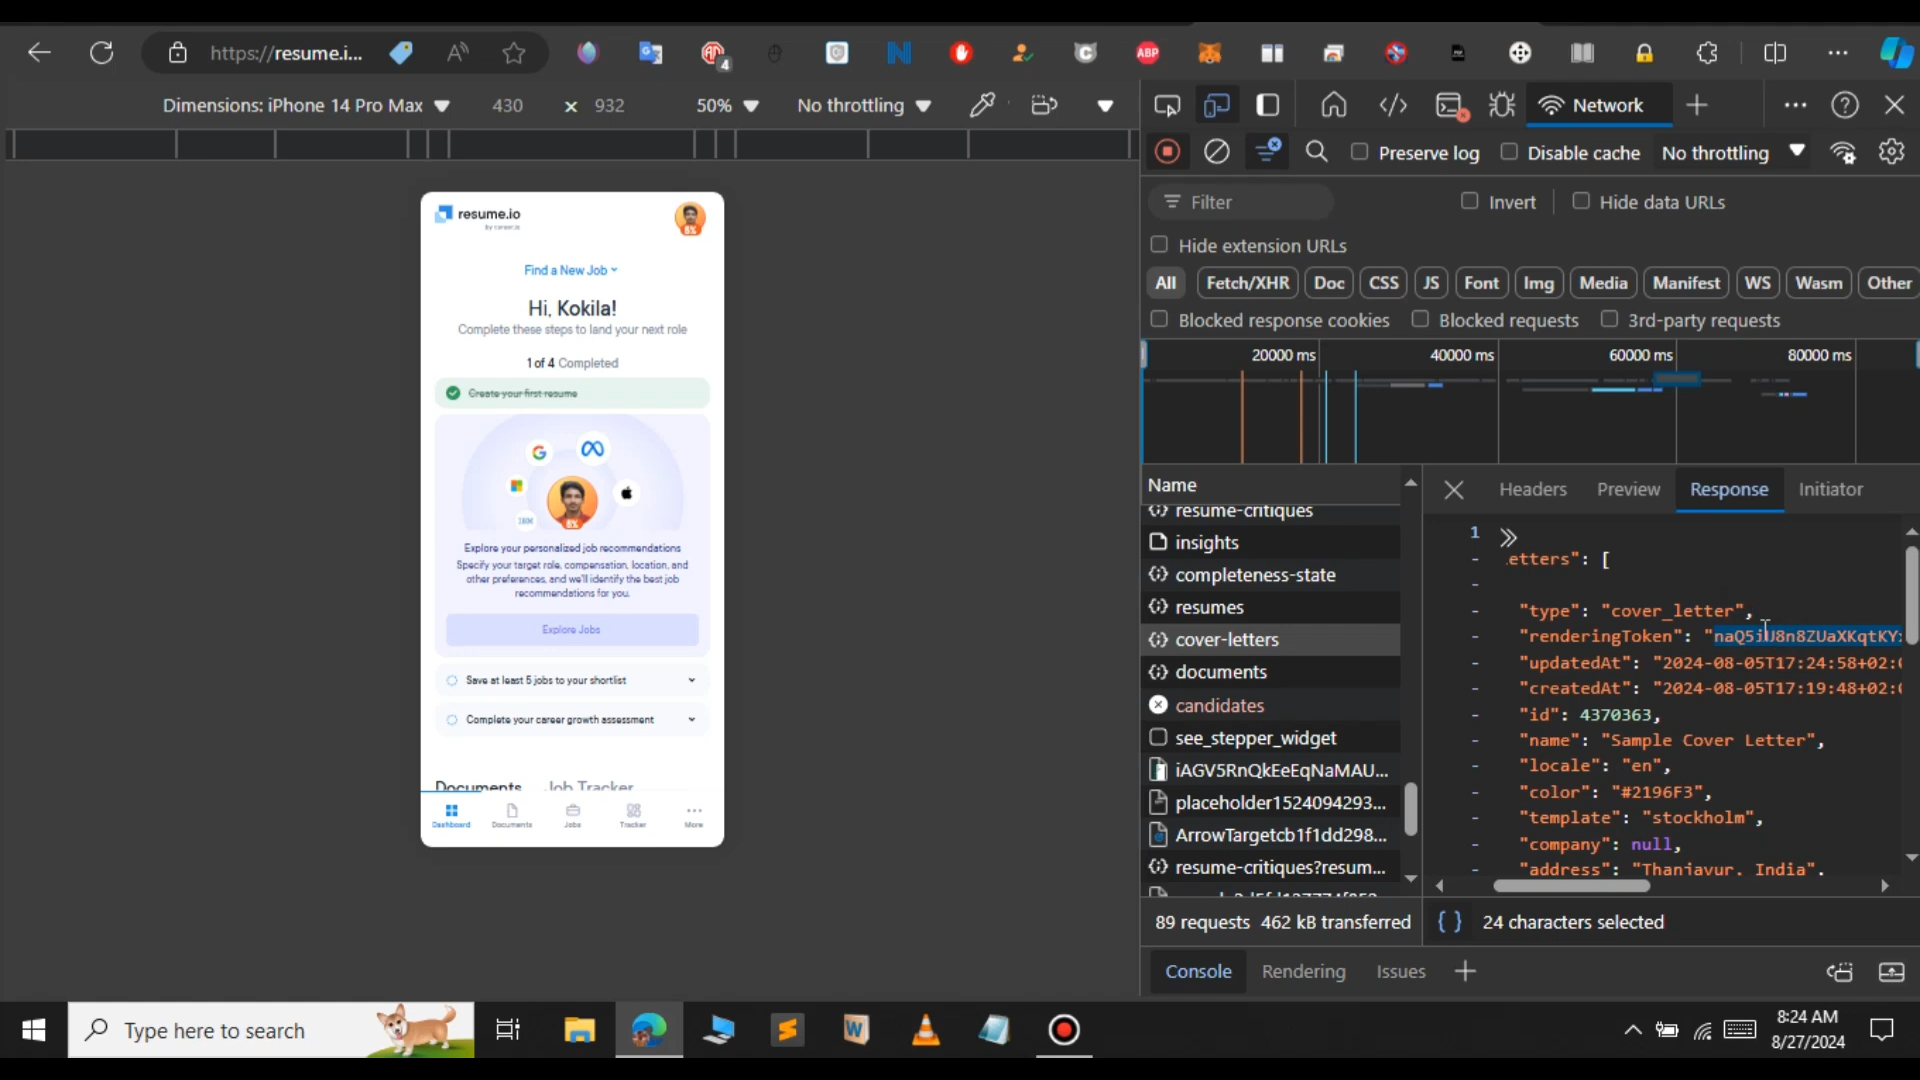 https://resume.i...
4
Dimensions: iPhone 14 Pro Max 430 × 932 50% No throttling
resume.io
by career.io
8%
Find a New Job
Hi, Kokila!
Complete these steps to land your next role
1 of 4 Completed
Create your first resume
IBM
8%
Explore your personalized job recommendations
Specify your target role, compensation, location, and
other preferences, and we'll identify the best job
recommendations for you.
Explore Jobs
Save at least 5 jobs to your shortlist
Complete your career growth assessment
Documents Job Tracker
Dashboard Documents Jobs Tracker More
Network
Preserve log Disable cache No throttling
Filter Invert Hide data URLs
Hide extension URLs
All Fetch/XHR Doc CSS JS Font Img Media Manifest WS Wasm Other
Blocked response cookies Blocked requests 3rd-party requests
20000 ms 40000 ms 60000 ms 80000 ms
Name
resume-critiques
insights
completeness-state
resumes
cover-letters
documents
candidates
see_stepper_widget
iAGV5RnQkEeEqNaMAU...
placeholder1524094293...
ArrowTargetcb1f1dd298...
resume-critiques?resum...
89 requests 462 kB transferred
Headers Preview Response Initiator
1
etters": [
"type": "cover_letter",
"renderingToken": "naQ5iU8n8ZUaXKqtKY
"updatedAt": "2024-08-05T17:24:58+02:
"createdAt": "2024-08-05T17:19:48+02:
"id": 4370363,
"name": "Sample Cover Letter",
"locale": "en",
"color": "#2196F3",
"template": "stockholm",
"company": null,
"address": "Thanjavur, India",
{ } 24 characters selected
Console Rendering Issues
Type here to search
8:24 AM
8/27/2024